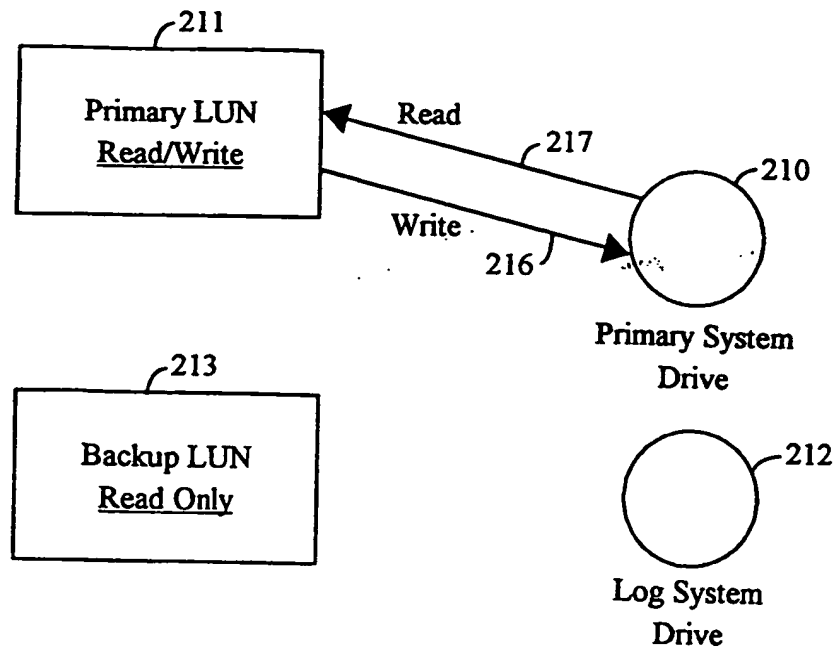 211
Primary LUN
Read/Write
Read
217
210
Write
216
Primary System
Drive
213
Backup LUN
Read Only
212
Log System
Drive